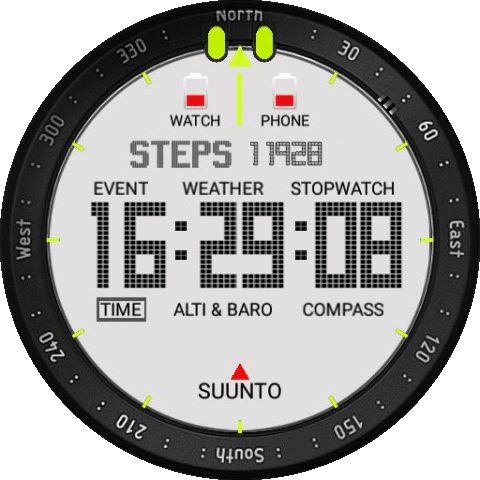 North
330
30
300
60
WATCH PHONE
STEPS 11928
EVENT WEATHER STOPWATCH
16:29:08
West
East
TIME ALTI & BARO COMPASS
240
120
SUUNTO
210
150
South